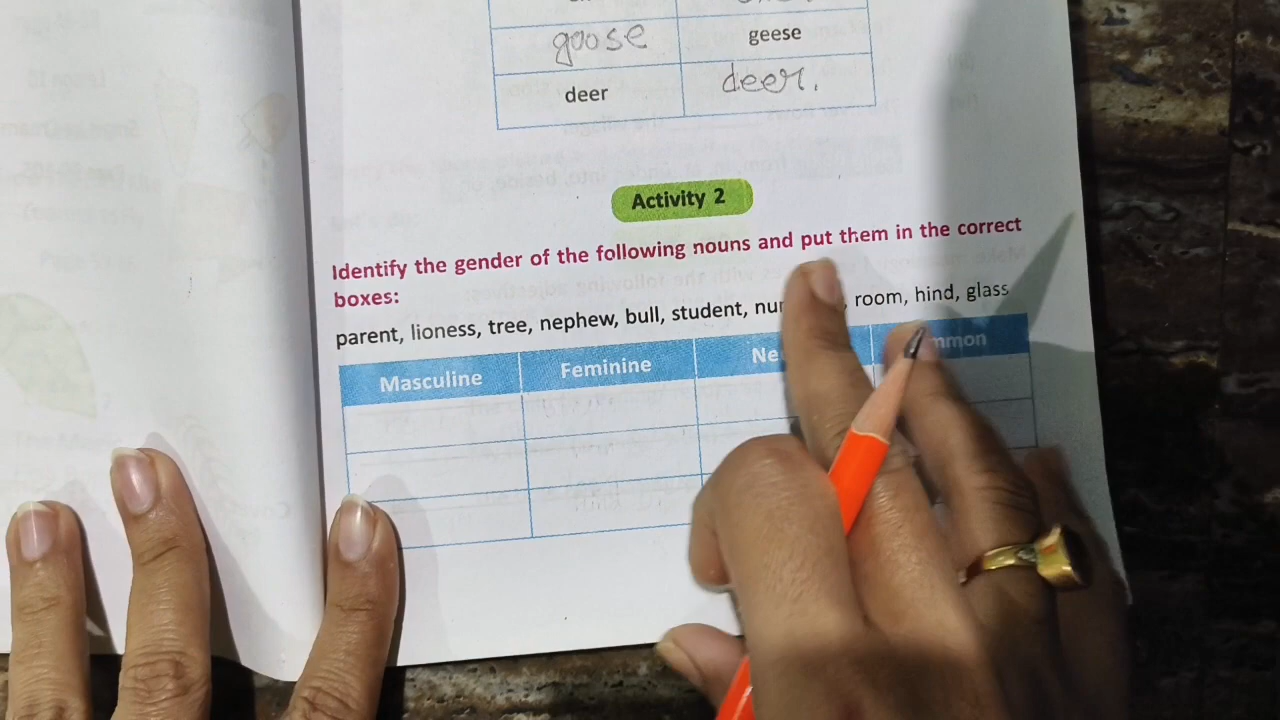 goose geese
deer deer.
Activity 2
Identify the gender of the following nouns and put them in the correct
boxes:
parent, lioness, tree, nephew, bull, student, room, hind, glass
Masculine Feminine